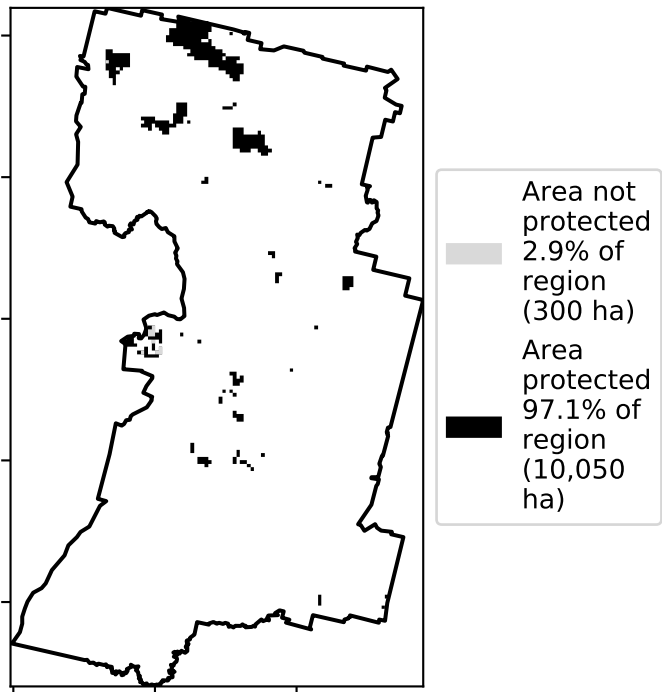 Area not
protected
2.9% of
region
(300 ha)
Area
protected
97.1% of
region
(10,050
ha)